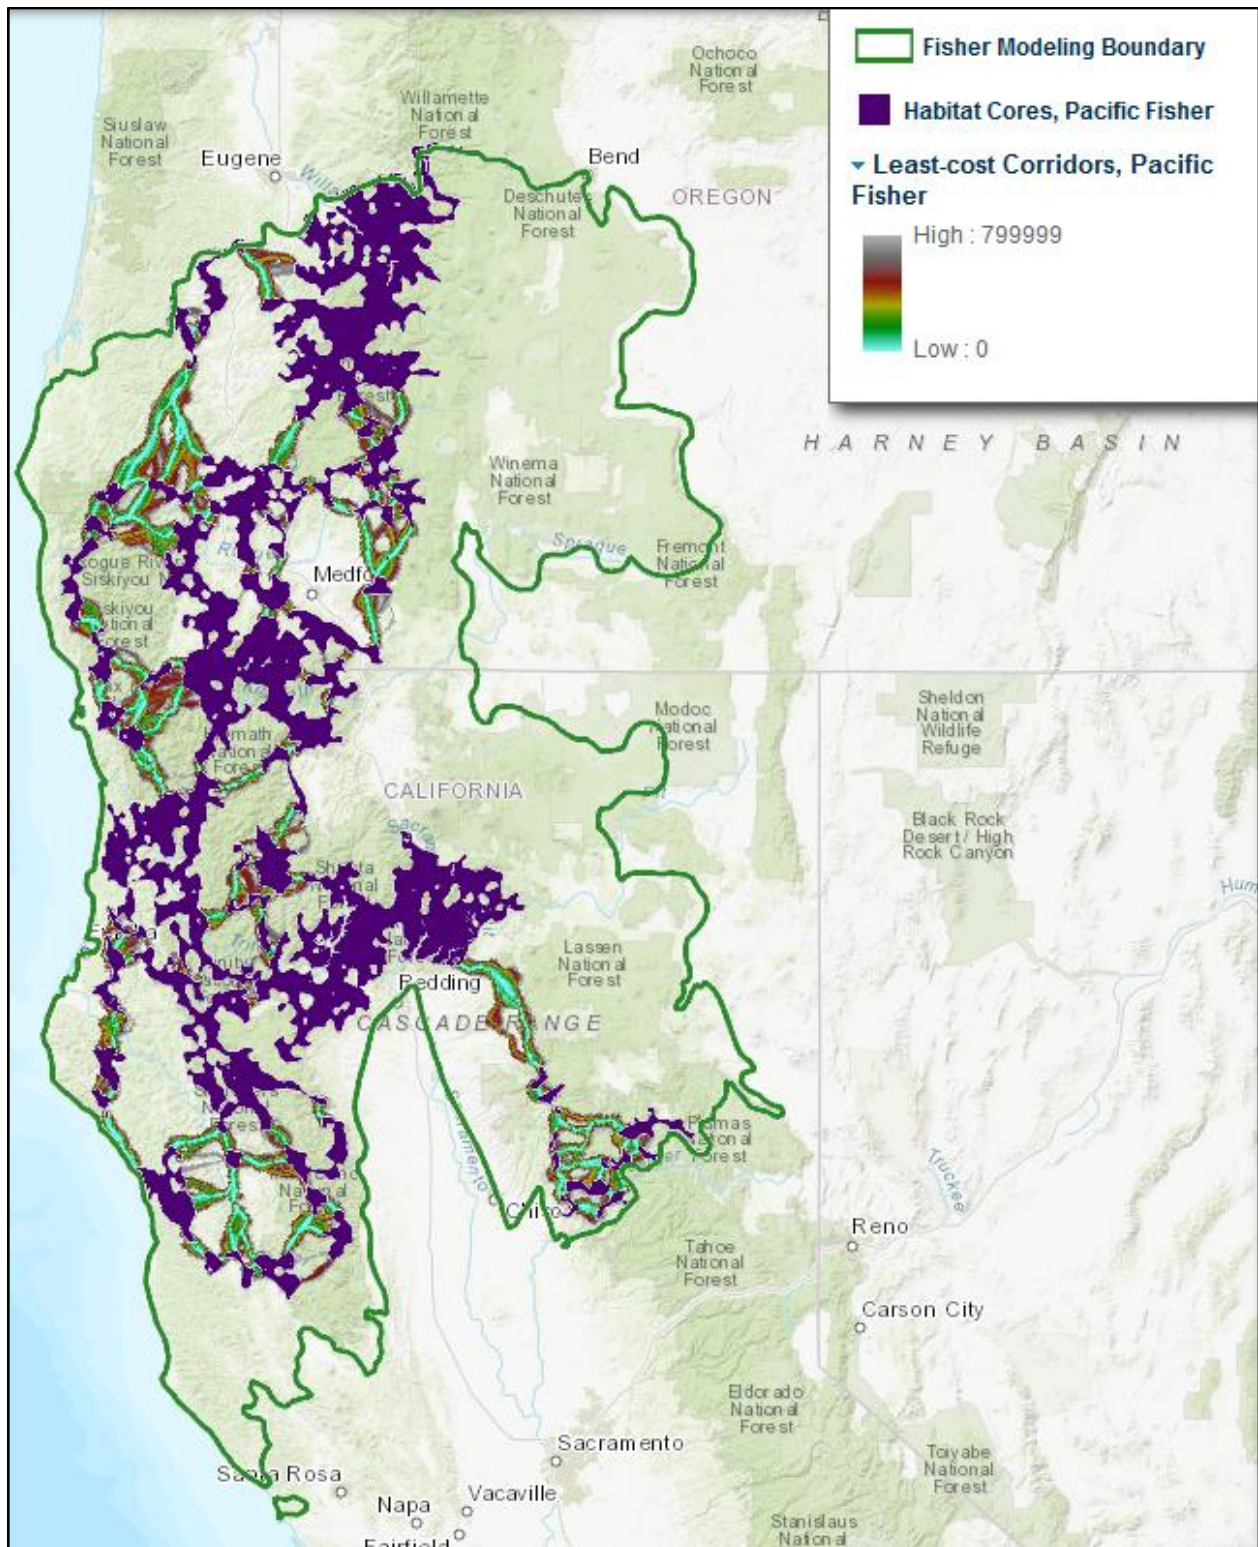 Fisher Modeling Boundary
Habitat Cores, Pacific Fisher
Least-cost Corridors, Pacific
Fisher
High : 799999
Low : 0
Ochoco
National
Forest
Willamette
National
Forest
Siuslaw
National
Forest
Eugene
Bend
Deschutes
National
Forest
OREGON
HARNEY BASIN
Winema
National
Forest
Sprague
Fremont
National
Forest
Siskiyou
Medfo
Forest
Modoc
National
Forest
Sheldon
National
Wildlife
Refuge
National
Forest
CALIFORNIA
Black Rock
Desert / High
Rock Canyon
Hum
Lassen
National
Forest
Redding
CASCADE RANGE
National
Forest
Truckee
Chico
Reno
Tahoe
National
Forest
Carson City
Eldorado
National
Forest
Sacramento
Toiyabe
National
Forest
Santa Rosa
Napa
Vacaville
Fairfield
Stanislaus
National